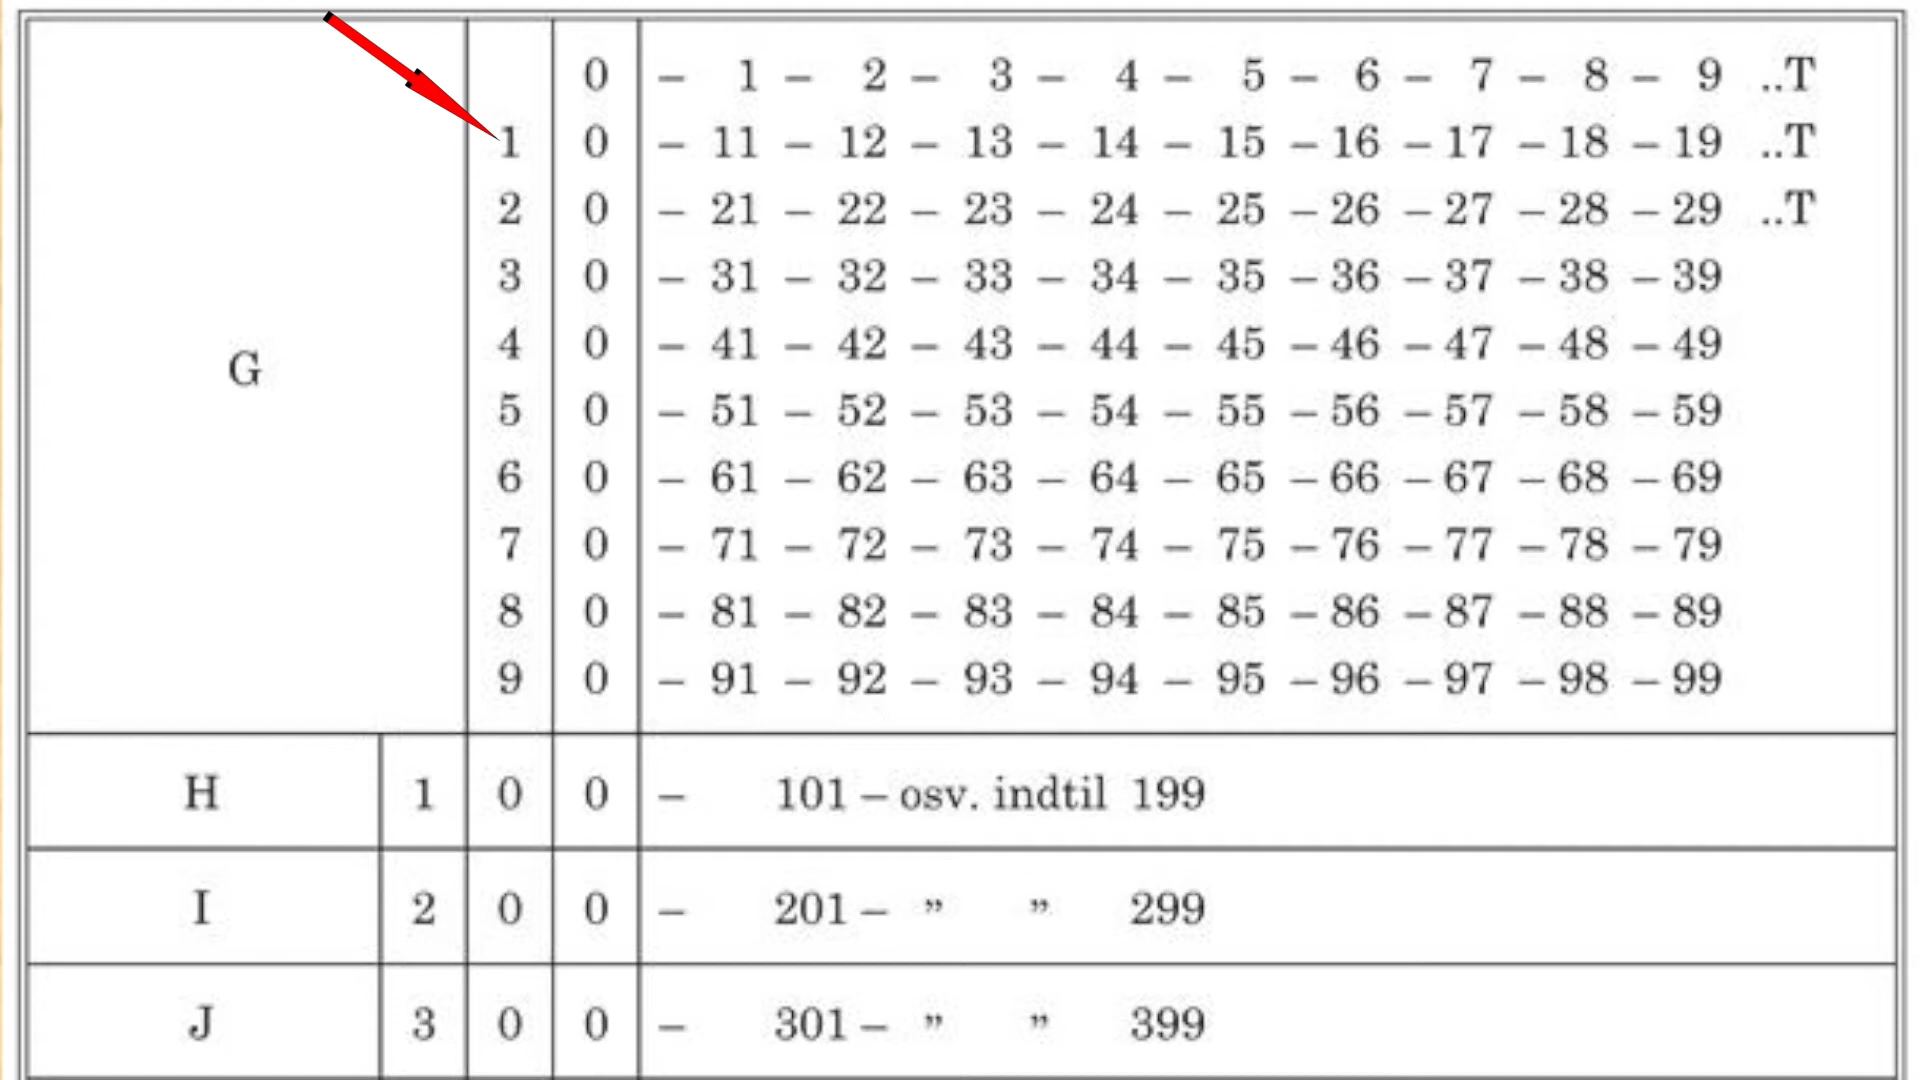 0 – 1 – 2 – 3 – 4 – 5 – 6 – 7 – 8 – 9 ..T
1 0 – 11 – 12 – 13 – 14 – 15 – 16 – 17 – 18 – 19 ..T
2 0 – 21 – 22 – 23 – 24 – 25 – 26 – 27 – 28 – 29 ..T
3 0 – 31 – 32 – 33 – 34 – 35 – 36 – 37 – 38 – 39
G 4 0 – 41 – 42 – 43 – 44 – 45 – 46 – 47 – 48 – 49
5 0 – 51 – 52 – 53 – 54 – 55 – 56 – 57 – 58 – 59
6 0 – 61 – 62 – 63 – 64 – 65 – 66 – 67 – 68 – 69
7 0 – 71 – 72 – 73 – 74 – 75 – 76 – 77 – 78 – 79
8 0 – 81 – 82 – 83 – 84 – 85 – 86 – 87 – 88 – 89
9 0 – 91 – 92 – 93 – 94 – 95 – 96 – 97 – 98 – 99
H 1 0 0 – 101 – osv. indtil 199
I 2 0 0 – 201 – ” ” 299
J 3 0 0 – 301 – ” ” 399